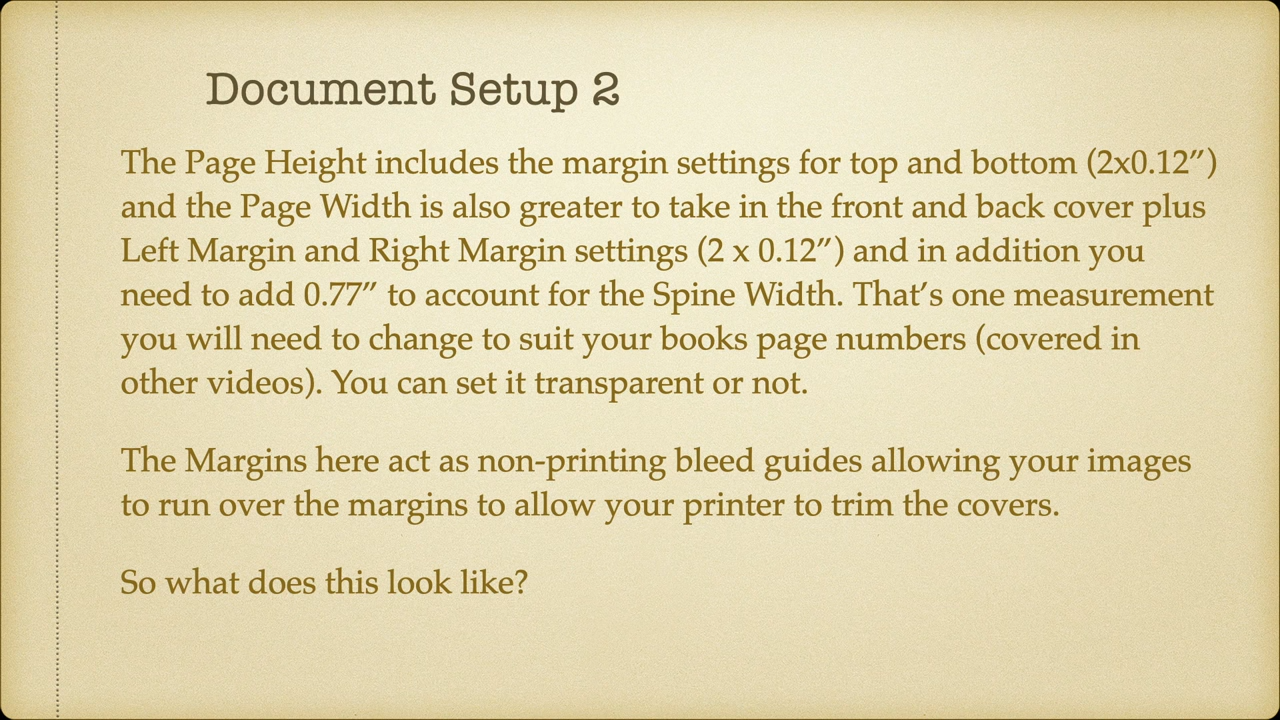 Document Setup 2
The Page Height includes the margin settings for top and bottom (2x0.12”)
and the Page Width is also greater to take in the front and back cover plus
Left Margin and Right Margin settings (2 x 0.12”) and in addition you
need to add 0.77” to account for the Spine Width. That’s one measurement
you will need to change to suit your books page numbers (covered in
other videos). You can set it transparent or not.
The Margins here act as non-printing bleed guides allowing your images
to run over the margins to allow your printer to trim the covers.
So what does this look like?